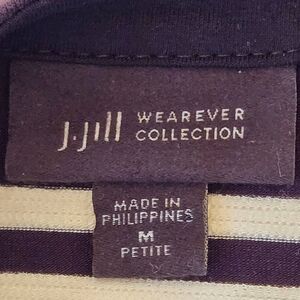 J.Jill WEAREVER
COLLECTION
MADE IN
PHILIPPINES
M
PETITE